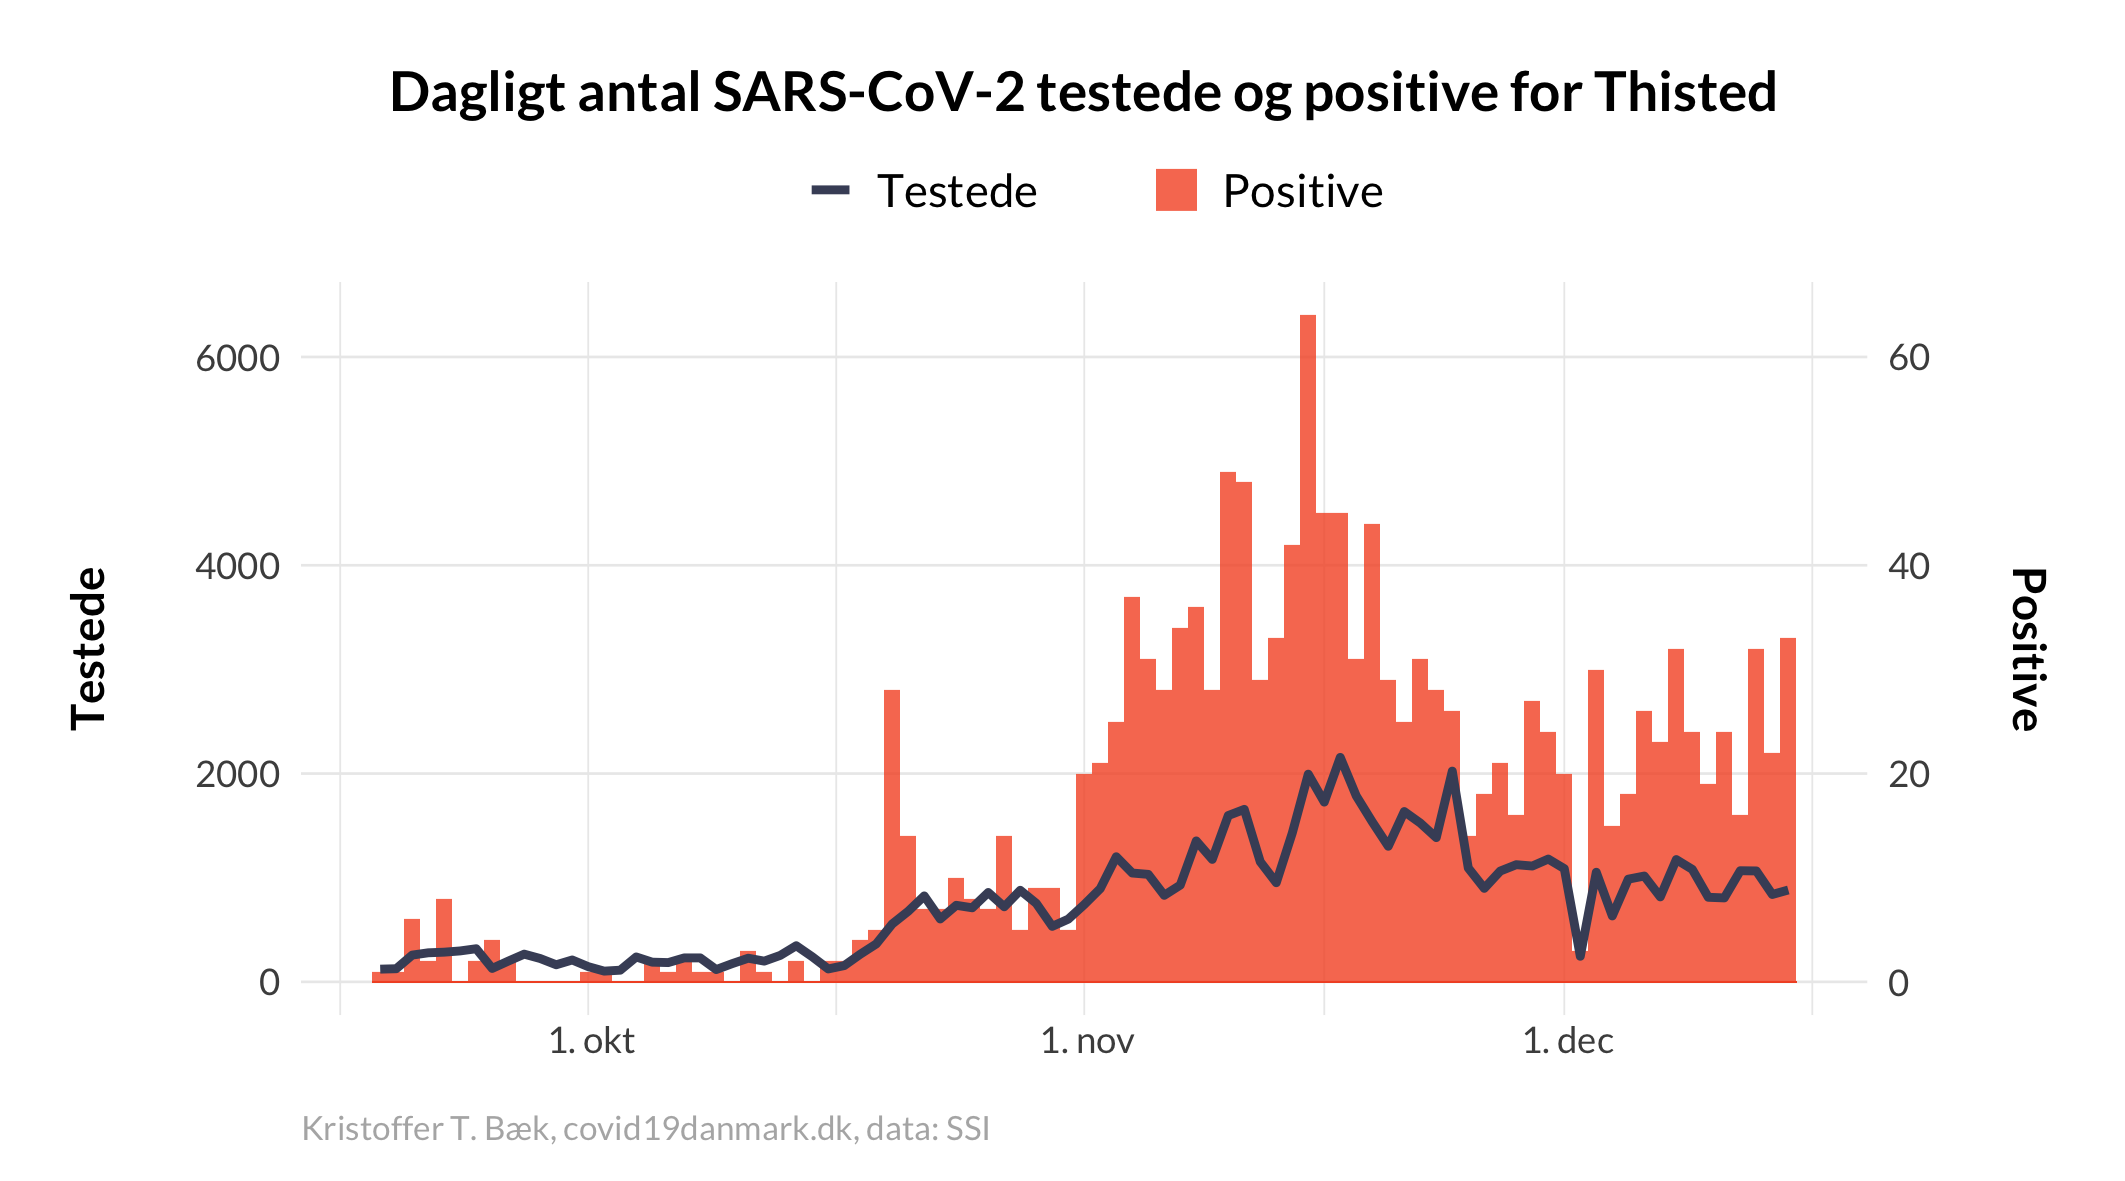 Dagligt antal SARS-CoV-2 testede og positive for Thisted
Testede
Positive
6000
4000
2000
0
60
40
20
0
Testede
Positive
1. okt
1. nov
1. dec
Kristoffer T. Bæk, covid19danmark.dk, data: SSI